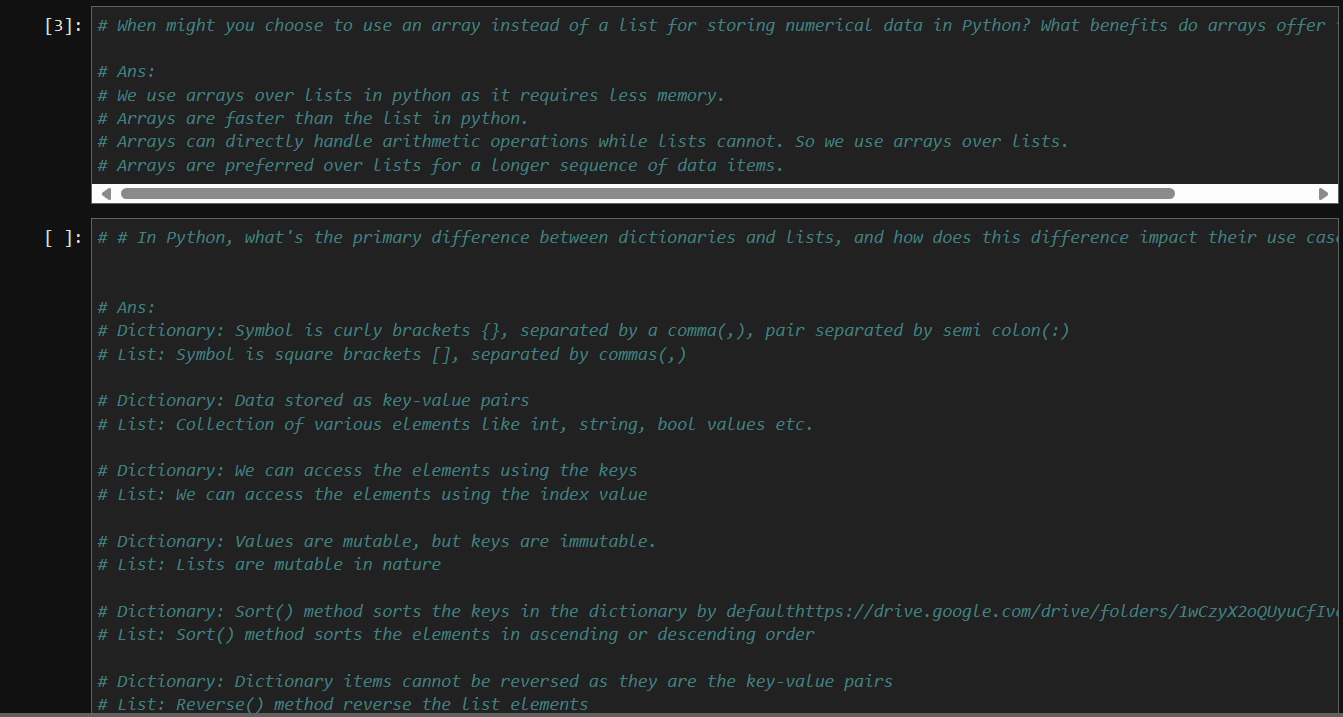 [3]:
# When might you choose to use an array instead of a list for storing numerical data in Python? What benefits do arrays offer
# Ans:
# We use arrays over lists in python as it requires less memory.
# Arrays are faster than the list in python.
# Arrays can directly handle arithmetic operations while lists cannot. So we use arrays over lists.
# Arrays are preferred over lists for a longer sequence of data items.
[ ]:
# # In Python, what's the primary difference between dictionaries and lists, and how does this difference impact their use
# Ans:
# Dictionary: Symbol is curly brackets {}, separated by a comma(,), pair separated by semi colon(:)
# List: Symbol is square brackets [], separated by commas(,)
# Dictionary: Data stored as key-value pairs
# List: Collection of various elements like int, string, bool values etc.
# Dictionary: We can access the elements using the keys
# List: We can access the elements using the index value
# Dictionary: Values are mutable, but keys are immutable.
# List: Lists are mutable in nature
# Dictionary: Sort() method sorts the keys in the dictionary by defaulthttps://drive.google.com/drive/folders/1wCzyX2oQUyuCfIv
# List: Sort() method sorts the elements in ascending or descending order
# Dictionary: Dictionary items cannot be reversed as they are the key-value pairs
# List: Reverse() method reverse the list elements